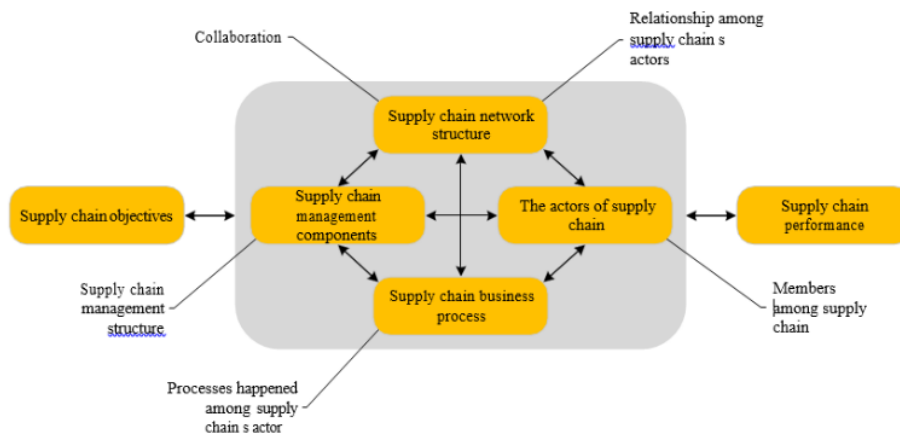 Collaboration
Relationship among
supply chain s
actors
Supply chain network
structure
Supply chain objectives
Supply chain
management
components
The actors of supply
chain
Supply chain
performance
Supply chain business
process
Supply chain
management
structure
Members
among supply
chain
Processes happened
among supply
chain s actor